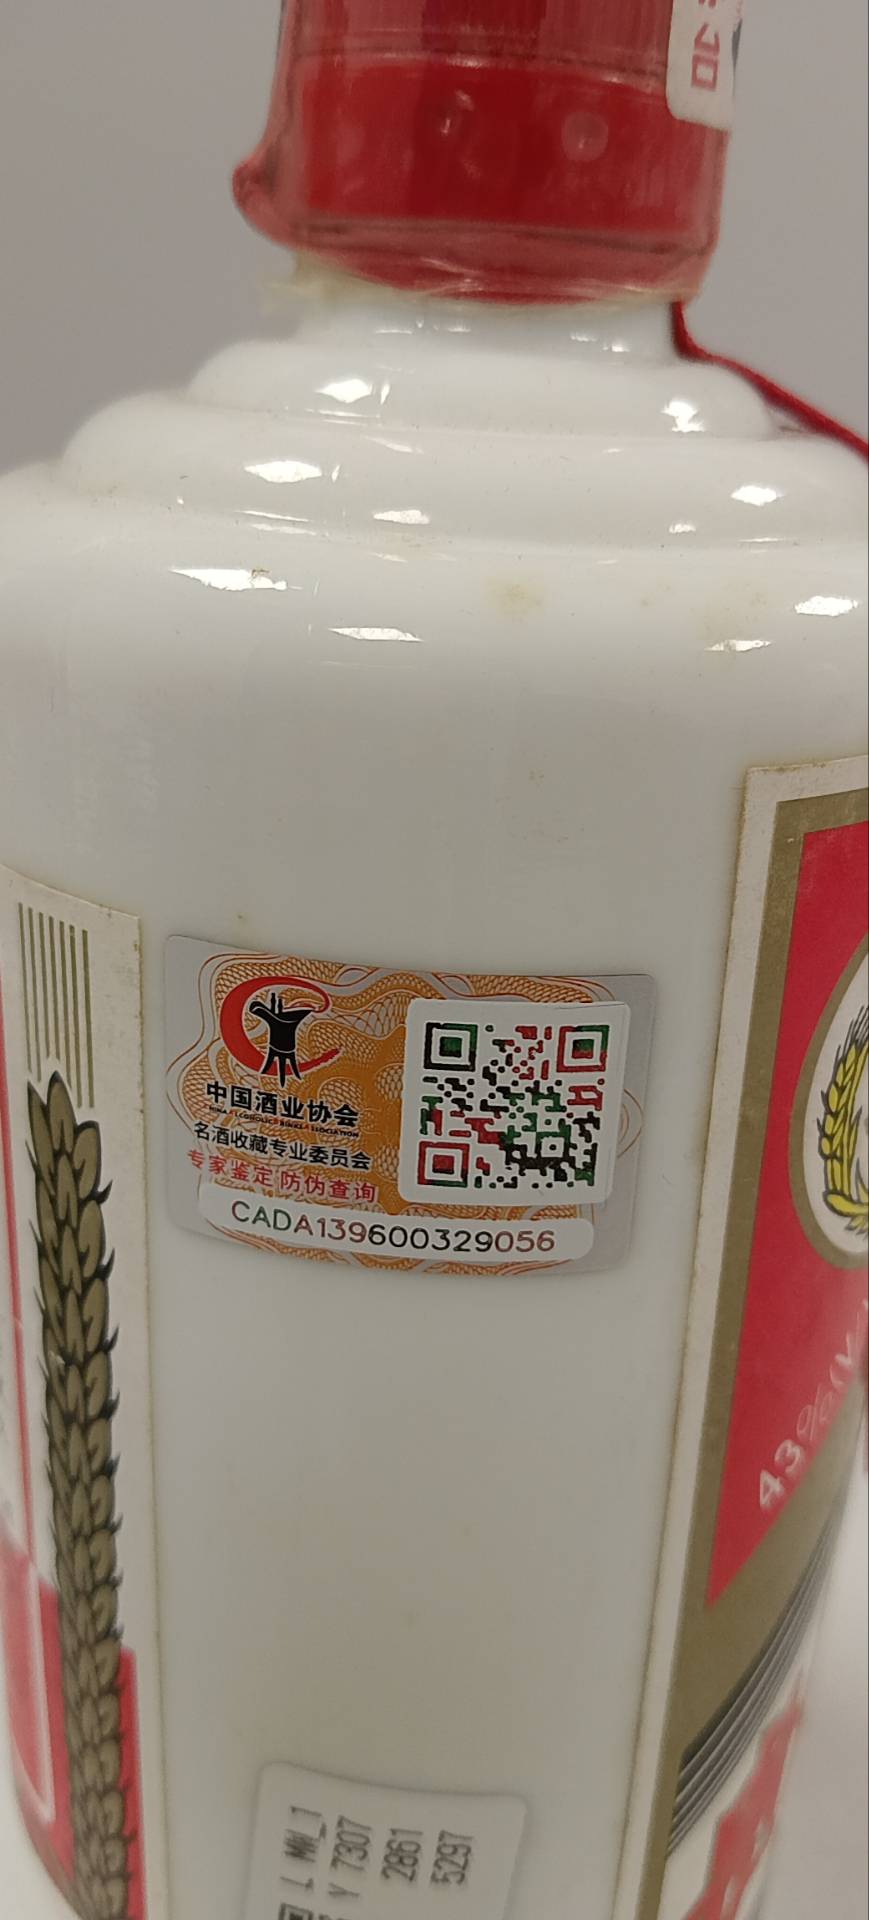 中国酒业协会
名酒收藏专业委员会
专家鉴定 防伪查询
CADA139600329056
43%(V
7307
2861
5297